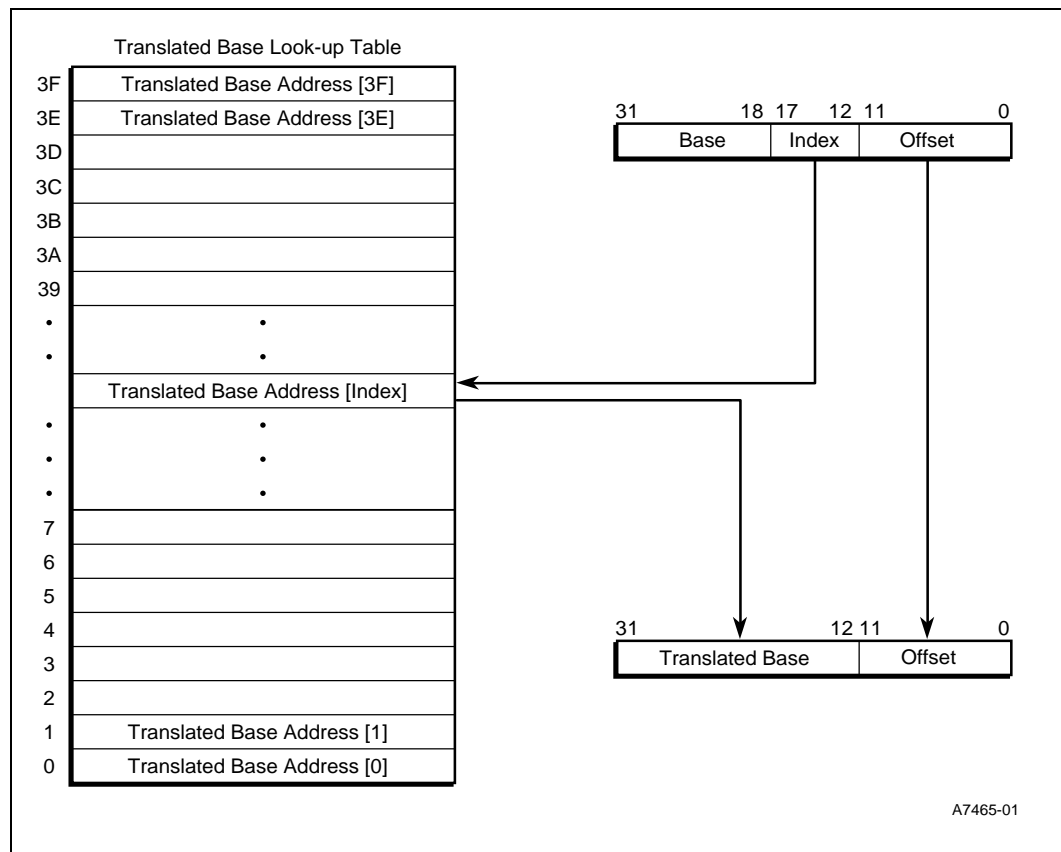 Translated Base Look-up Table
3F Translated Base Address [3F]
3E Translated Base Address [3E]
3D
3C
3B
3A
39
• •
• •
Translated Base Address [Index]
• •
• •
• •
7
6
5
4
3
2
1 Translated Base Address [1]
0 Translated Base Address [0]
31 18 17 12 11 0
Base Index Offset
31 12 11 0
Translated Base Offset
A7465-01